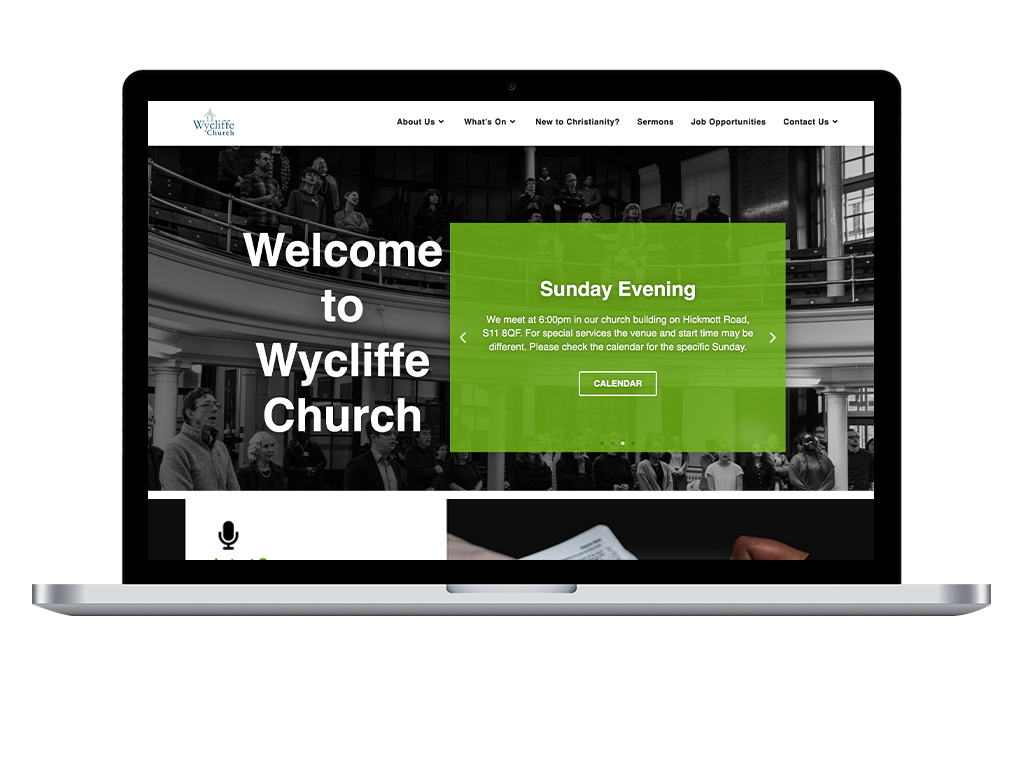 Wycliffe
Church
About Us
What's On
New to Christianity?
Sermons
Job Opportunities
Contact Us
Welcome
to
Wycliffe
Church
Sunday Evening
We meet at 6:00pm in our church building on Hickmott Road,
S11 8QF. For special services the venue and start time may be
different. Please check the calendar for the specific Sunday.
CALENDAR